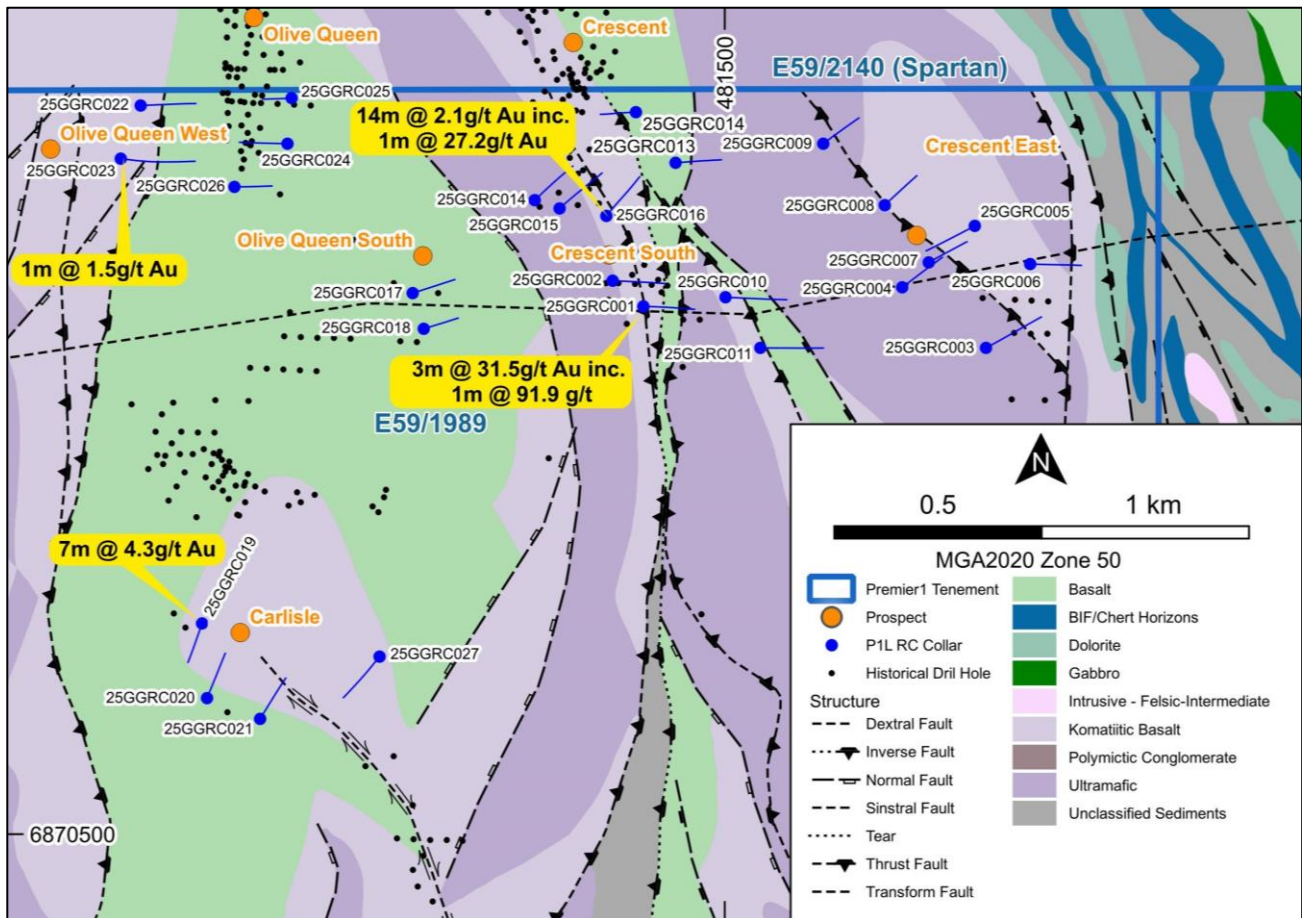 Olive Queen
Crescent
481500
E59/2140 (Spartan)
25GGRC022
25GGRC025
14m @ 2.1g/t Au inc.
1m @ 27.2g/t Au
25GGRC014
25GGRC009
Olive Queen West
25GGRC024
25GGRC013
Crescent East
25GGRC023
25GGRC026
25GGRC014
25GGRC015
25GGRC016
25GGRC008
25GGRC005
Olive Queen South
Crescent South
1m @ 1.5g/t Au
25GGRC002
25GGRC007
25GGRC017
25GGRC010
25GGRC004
25GGRC006
25GGRC001
25GGRC018
25GGRC011
25GGRC003
3m @ 31.5g/t Au inc.
1m @ 91.9 g/t
E59/1989
7m @ 4.3g/t Au
25GGRC019
Carlisle
25GGRC027
25GGRC020
25GGRC021
6870500
N
0.5
1 km
MGA2020 Zone 50
Premier1 Tenement
Prospect
P1L RC Collar
Historical Dril Hole
Structure
Dextral Fault
Inverse Fault
Normal Fault
Sinstral Fault
Tear
Thrust Fault
Transform Fault
Basalt
BIF/Chert Horizons
Dolorite
Gabbro
Intrusive - Felsic-Intermediate
Komatiitic Basalt
Polymictic Conglomerate
Ultramafic
Unclassified Sediments